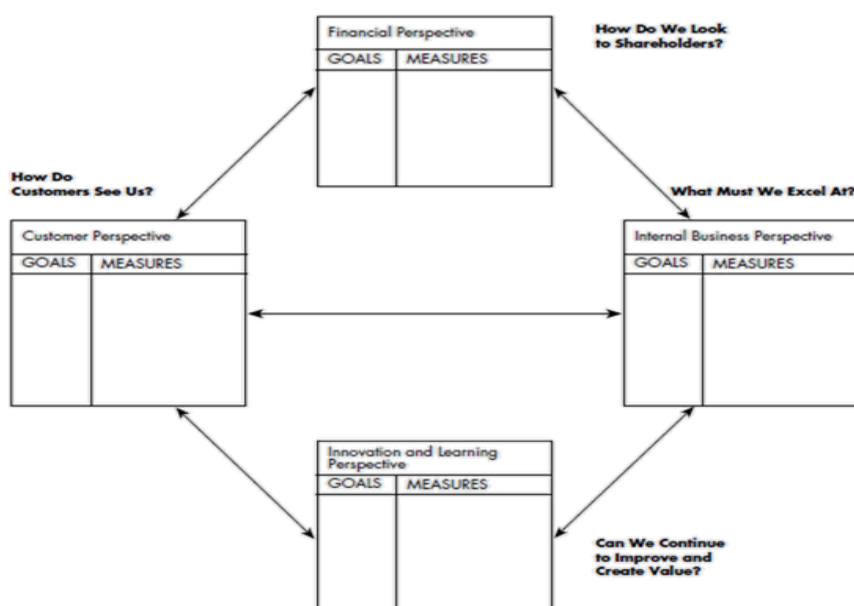 Financial Perspective
GOALS MEASURES
How Do We Look
to Shareholders?
How Do
Customers See Us?
What Must We Excel At?
Customer Perspective
GOALS MEASURES
Internal Business Perspective
GOALS MEASURES
Innovation and Learning
Perspective
GOALS MEASURES
Can We Continue
to Improve and
Create Value?